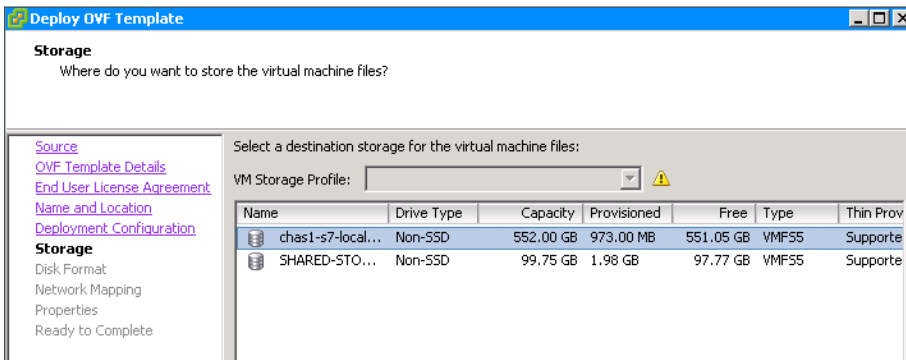 Deploy OVF Template
Storage
Where do you want to store the virtual machine files?
Source
OVF Template Details
End User License Agreement
Name and Location
Deployment Configuration
Storage
Disk Format
Network Mapping
Properties
Ready to Complete
Select a destination storage for the virtual machine files:
VM Storage Profile:
Name Drive Type Capacity Provisioned Free Type Thin Prov
chas1-s7-local... Non-SSD 552.00 GB 973.00 MB 551.05 GB VMFS5 Supporte
SHARED-STO... Non-SSD 99.75 GB 1.98 GB 97.77 GB VMFS5 Supporte